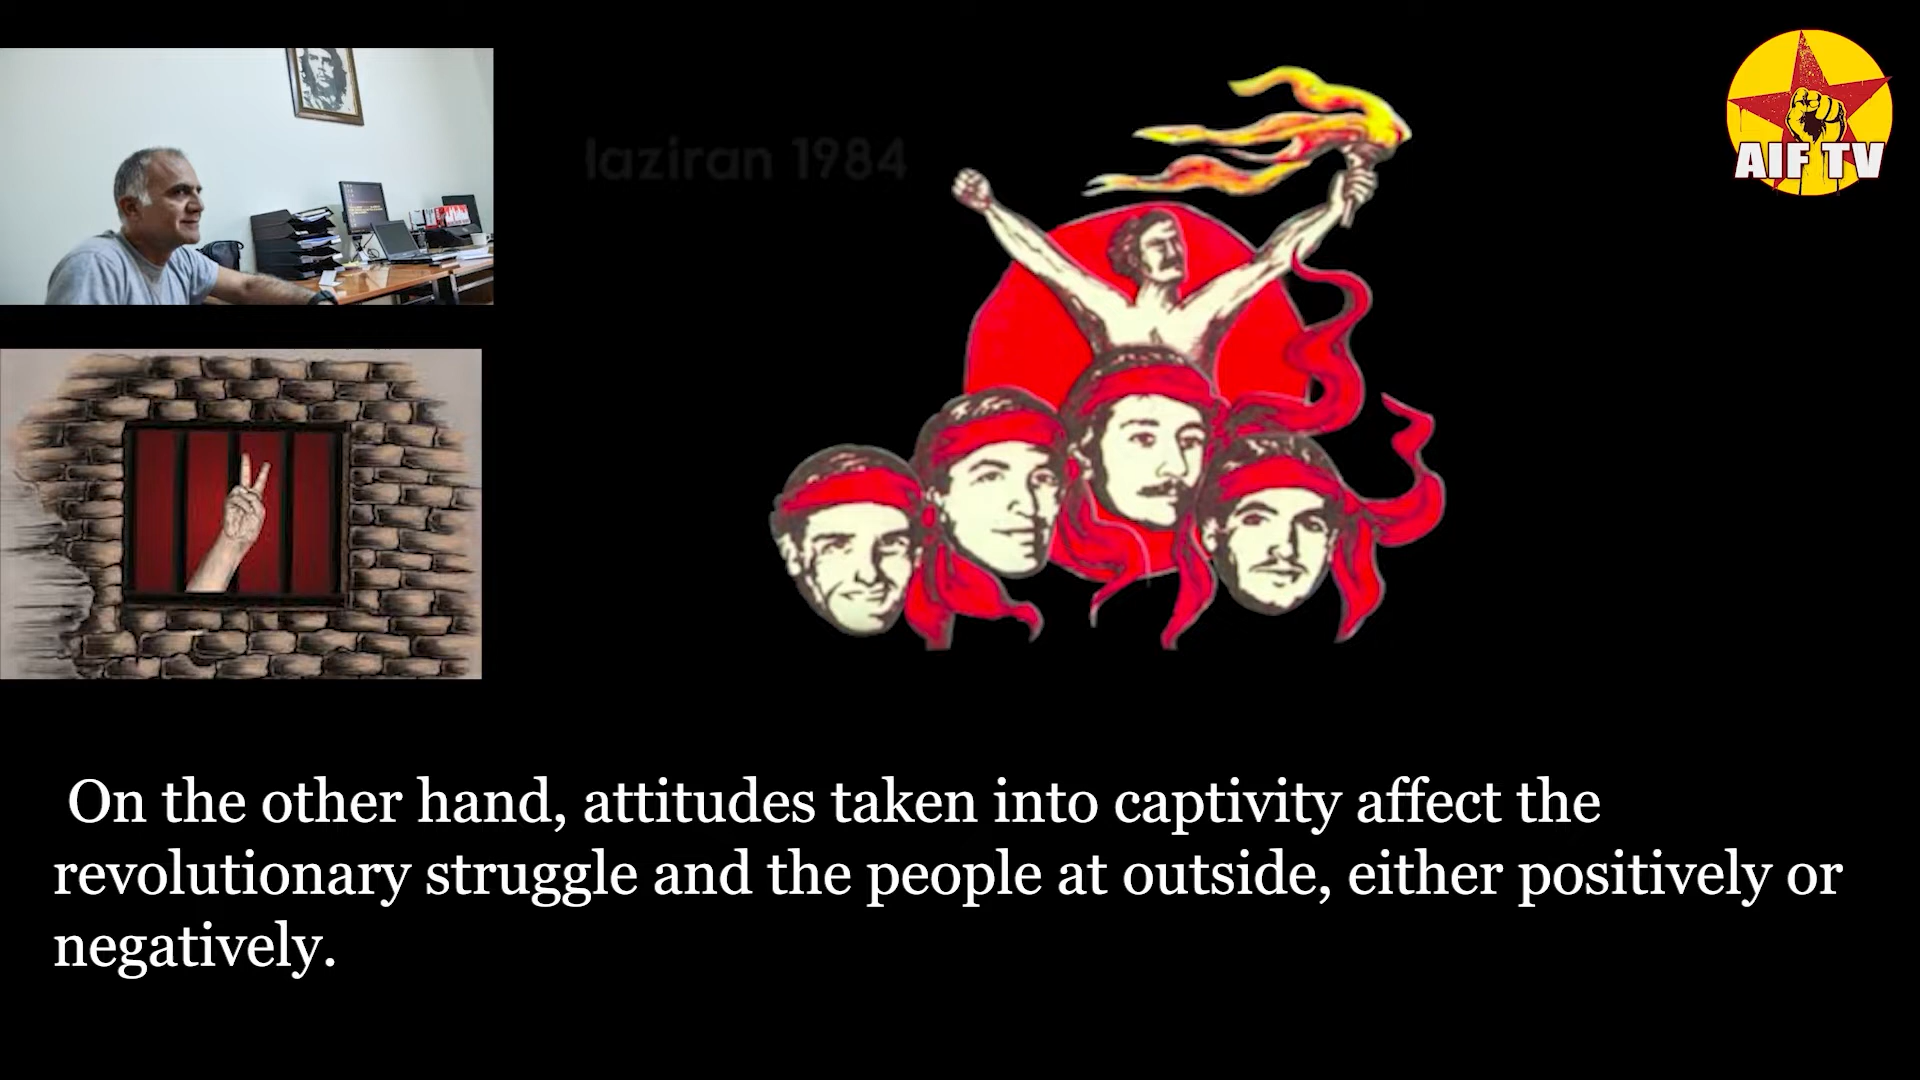 AIF TV
laziran 1984
On the other hand, attitudes taken into captivity affect the
revolutionary struggle and the people at outside, either positively or
negatively.